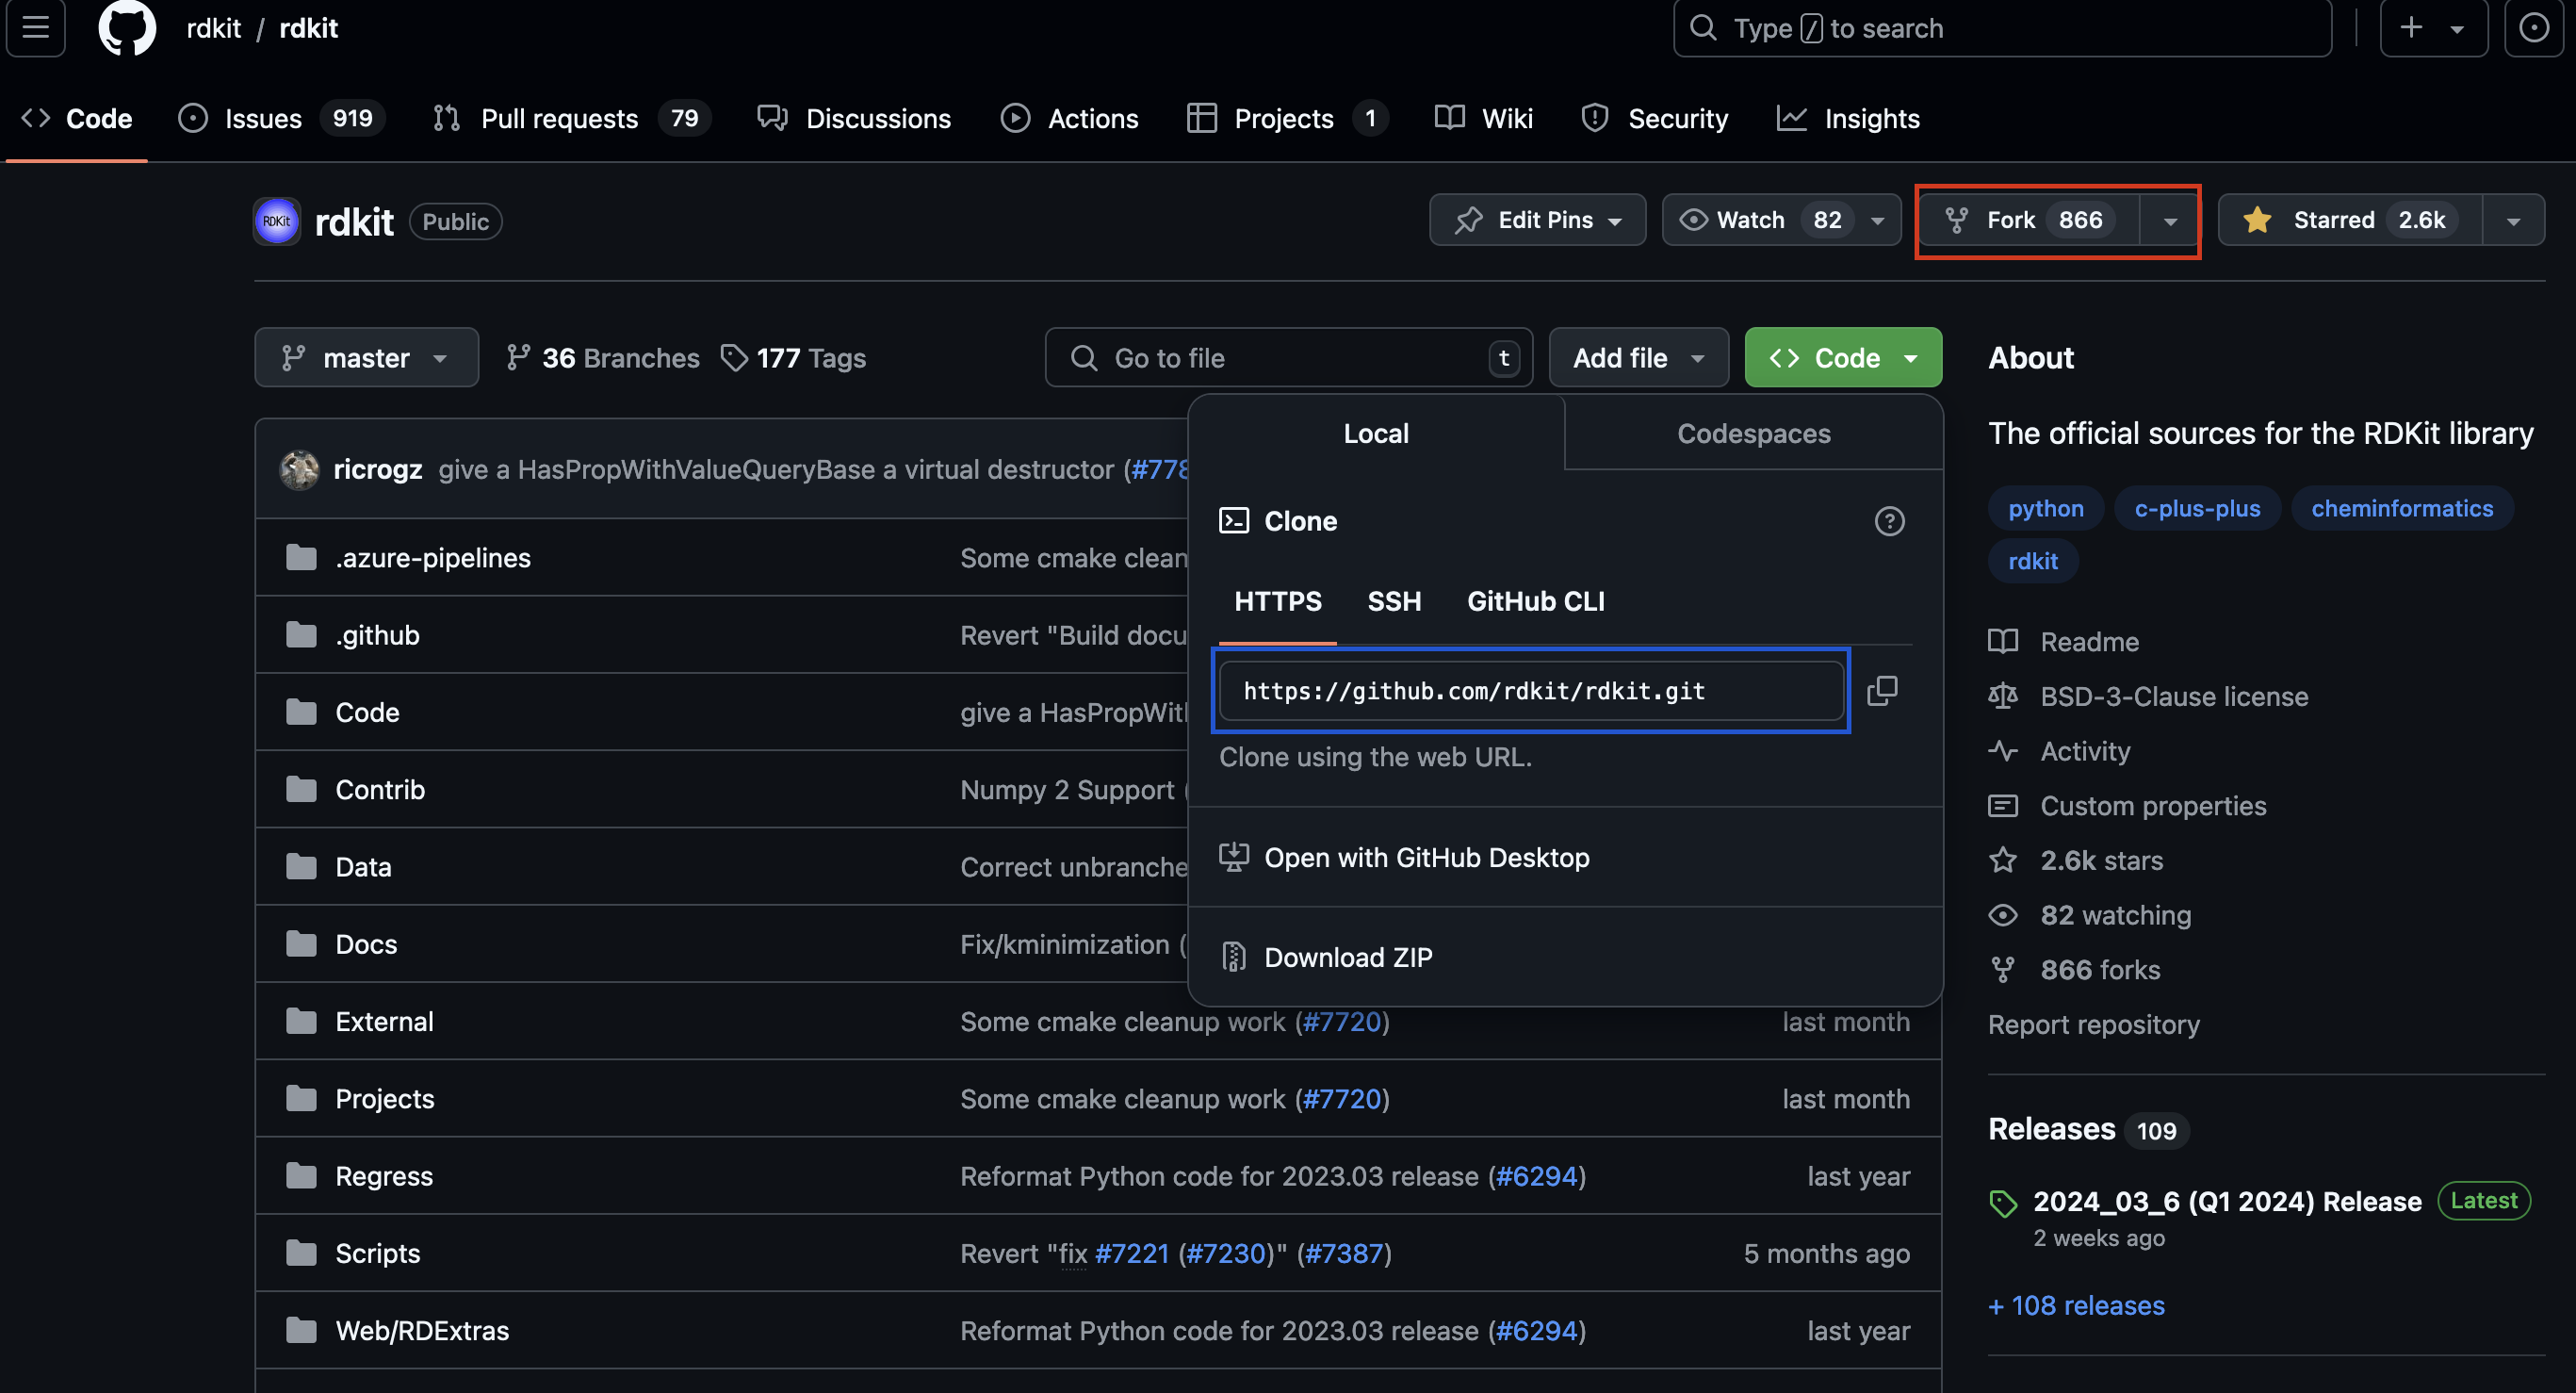 rdkit / rdkit
Type / to search
Code
Issues 919
Pull requests 79
Discussions
Actions
Projects 1
Wiki
Security
Insights
RDKit
rdkit Public
Edit Pins
Watch 82
Fork 866
Starred 2.6k
master
36 Branches
177 Tags
Go to file t
Add file
Code
ricrogz give a HasPropWithValueQueryBase a virtual destructor (#778
.azure-pipelines Some cmake clean
.github Revert "Build docu
Code give a HasPropWit
Contrib Numpy 2 Support (
Data Correct unbranche
Docs Fix/kminimization (
External Some cmake cleanup work (#7720) last month
Projects Some cmake cleanup work (#7720) last month
Regress Reformat Python code for 2023.03 release (#6294) last year
Scripts Revert "fix #7221 (#7230)" (#7387) 5 months ago
Web/RDExtras Reformat Python code for 2023.03 release (#6294) last year
Local Codespaces
Clone
HTTPS SSH GitHub CLI
https://github.com/rdkit/rdkit.git
Clone using the web URL.
Open with GitHub Desktop
Download ZIP
About
The official sources for the RDKit library
python c-plus-plus cheminformatics
rdkit
Readme
BSD-3-Clause license
Activity
Custom properties
2.6k stars
82 watching
866 forks
Report repository
Releases 109
2024_03_6 (Q1 2024) Release Latest
2 weeks ago
+ 108 releases